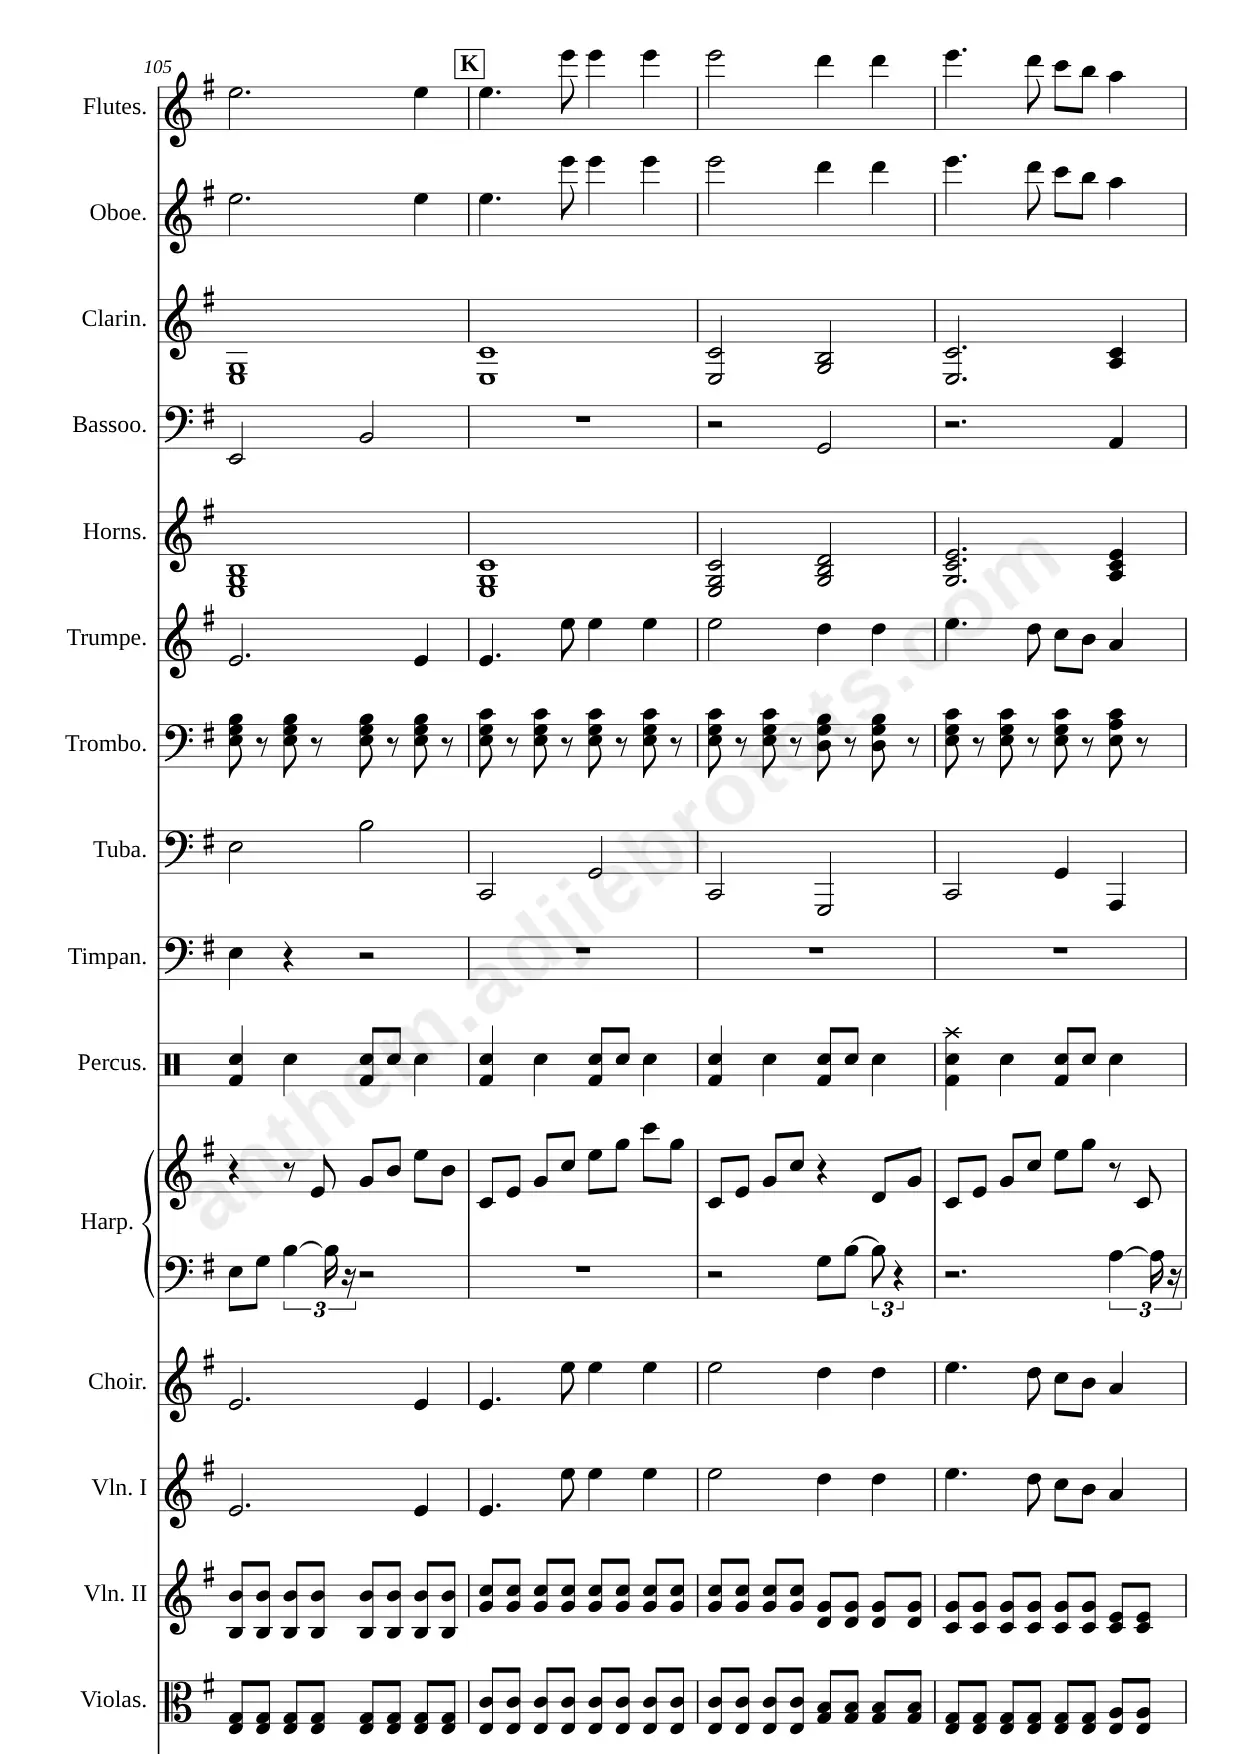 105
K
Flutes.
Oboe.
Clarin.
Bassoo.
Horns.
Trumpe.
Trombo.
Tuba.
Timpan.
Percus.
Harp.
3
3
3
Choir.
Vln. I
Vln. II
Violas.
anthem.adjiebrotots.com